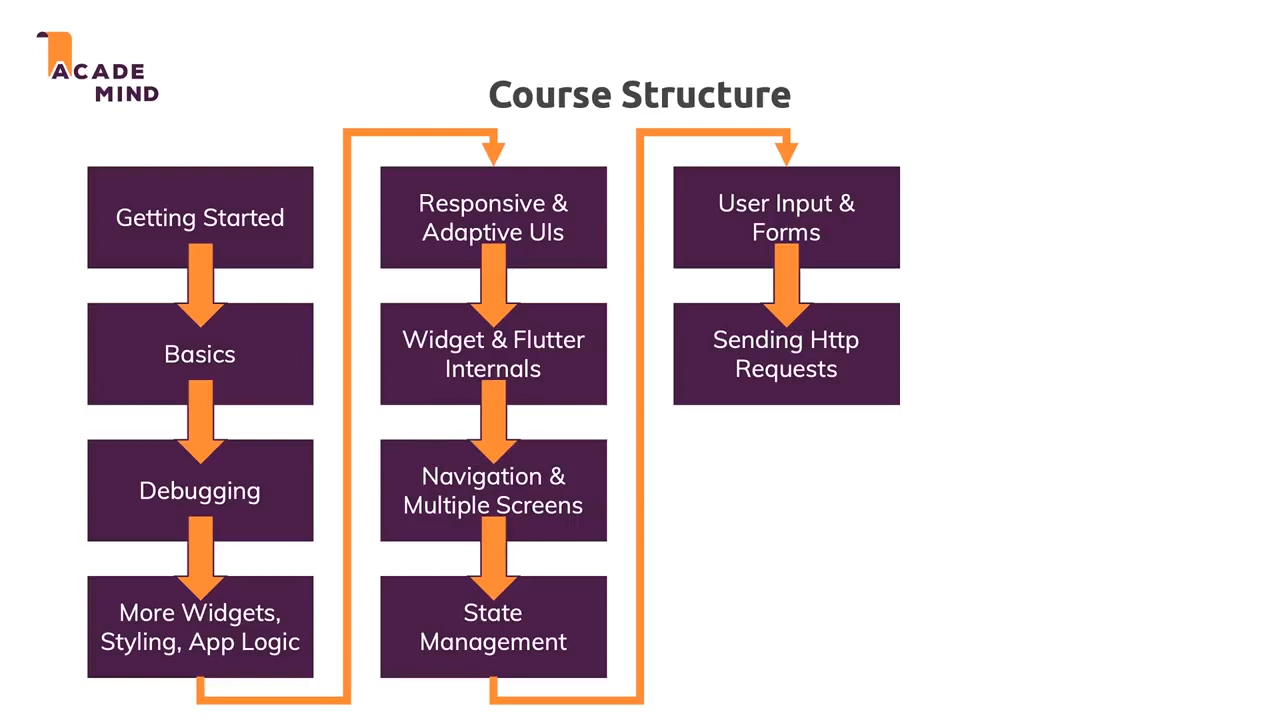 ACADE
MIND
Course Structure
Getting Started
Basics
Debugging
More Widgets,
Styling, App Logic
Responsive &
Adaptive UIs
Widget & Flutter
Internals
Navigation &
Multiple Screens
State
Management
User Input &
Forms
Sending Http
Requests